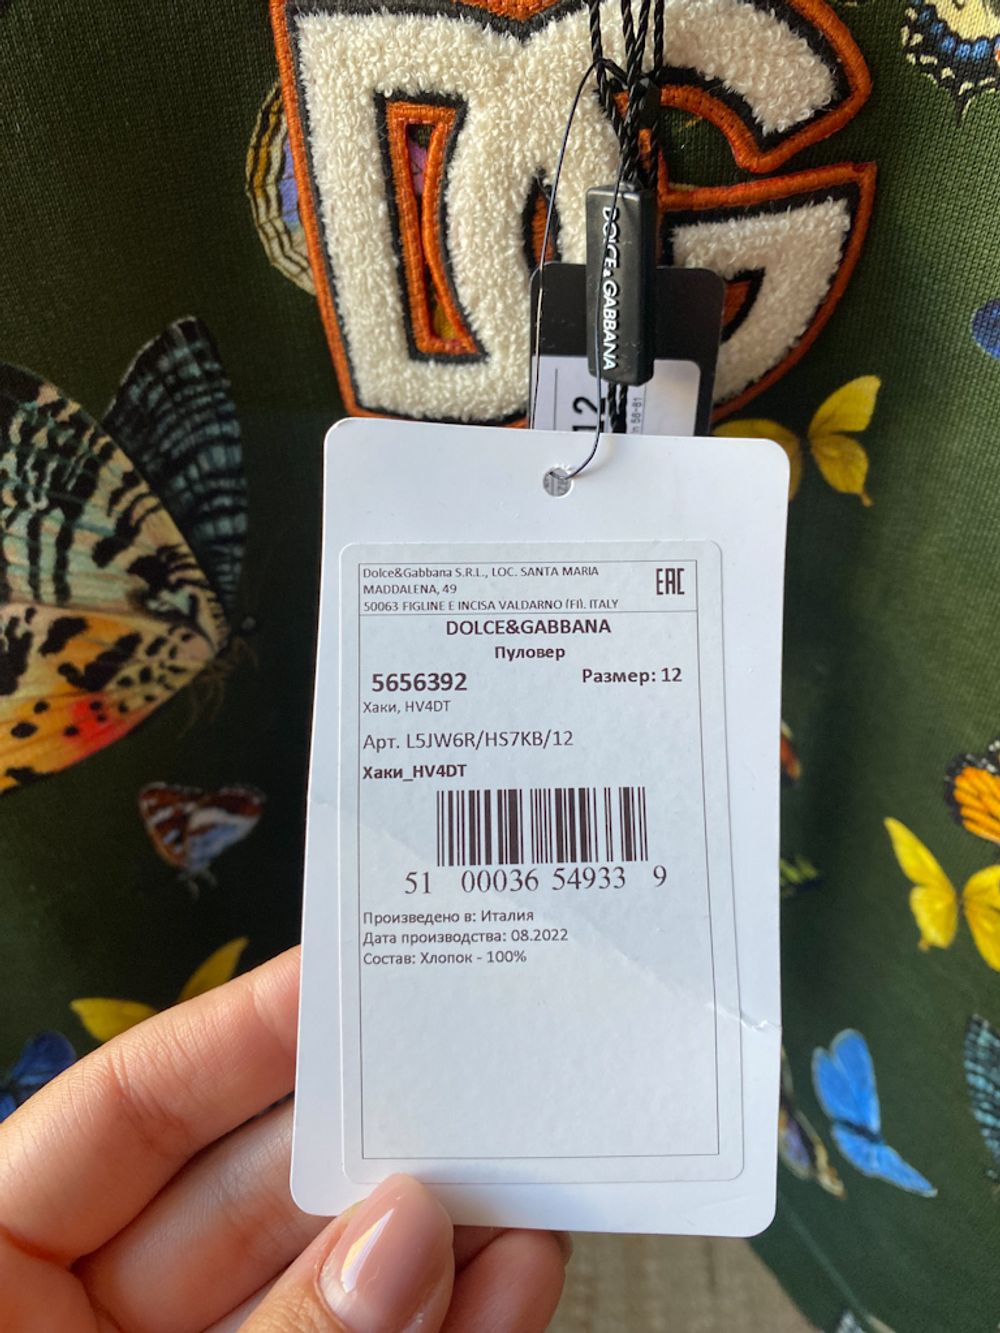 DG
DOLCE&GABBANA
12
Dolce&Gabbana S.R.L., LOC. SANTA MARIA
MADDALENA, 49
50063 FIGLINE E INCISA VALDARNO (FI), ITALY
EAC
DOLCE&GABBANA
Пуловер
5656392
Размер: 12
Хаки, HV4DT
Арт. L5JW6R/HS7KB/12
Хаки_HV4DT
51 00036 54933 9
Произведено в: Италия
Дата производства: 08.2022
Состав: Хлопок - 100%